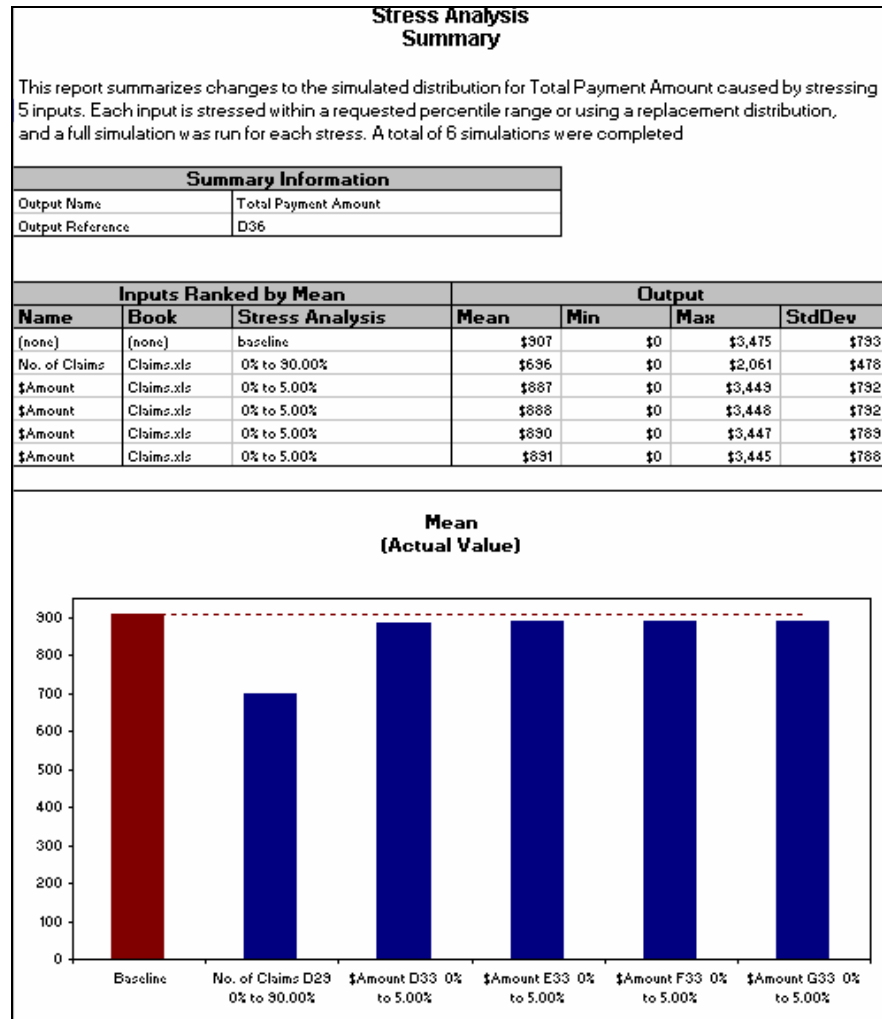 Stress Analysis
Summary
This report summarizes changes to the simulated distribution for Total Payment Amount caused by stressing
5 inputs. Each input is stressed within a requested percentile range or using a replacement distribution,
and a full simulation was run for each stress. A total of 6 simulations were completed
Summary Information
Output Name Total Payment Amount
Output Reference D36
Inputs Ranked by Mean Output
Name Book Stress Analysis Mean Min Max StdDev
(none) (none) baseline $907 $0 $3,475 $793
No. of Claims Claims.xls 0% to 90.00% $696 $0 $2,061 $478
$Amount Claims.xls 0% to 5.00% $887 $0 $3,449 $792
$Amount Claims.xls 0% to 5.00% $888 $0 $3,448 $792
$Amount Claims.xls 0% to 5.00% $890 $0 $3,447 $789
$Amount Claims.xls 0% to 5.00% $891 $0 $3,445 $788
Mean
(Actual Value)
900
800
700
600
500
400
300
200
100
0
Baseline
No. of Claims D29
0% to 90.00%
$Amount D33 0%
to 5.00%
$Amount E33 0%
to 5.00%
$Amount F33 0%
to 5.00%
$Amount G33 0%
to 5.00%